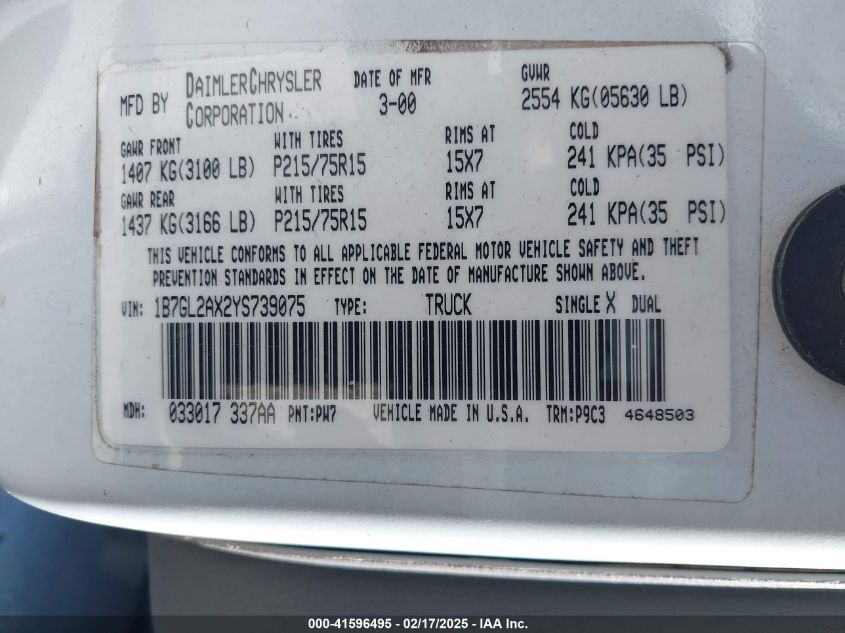 MFD BY DAIMLERCHRYSLER CORPORATION DATE OF MFR 3-00 GVWR 2554 KG(05630 LB)
GAWR FRONT WITH TIRES RIMS AT COLD
1407 KG(3100 LB) P215/75R15 15X7 241 KPA(35 PSI)
GAWR REAR WITH TIRES RIMS AT COLD
1437 KG(3166 LB) P215/75R15 15X7 241 KPA(35 PSI)
THIS VEHICLE CONFORMS TO ALL APPLICABLE FEDERAL MOTOR VEHICLE SAFETY AND THEFT
PREVENTION STANDARDS IN EFFECT ON THE DATE OF MANUFACTURE SHOWN ABOVE.
VIN: 1B7GL2AX2YS739075 TYPE: TRUCK SINGLE X DUAL
MDH: 033017 337AA PNT:PW7 VEHICLE MADE IN U.S.A. TRM:P9C3 4648503
000-41596495 - 02/17/2025 - IAA Inc.